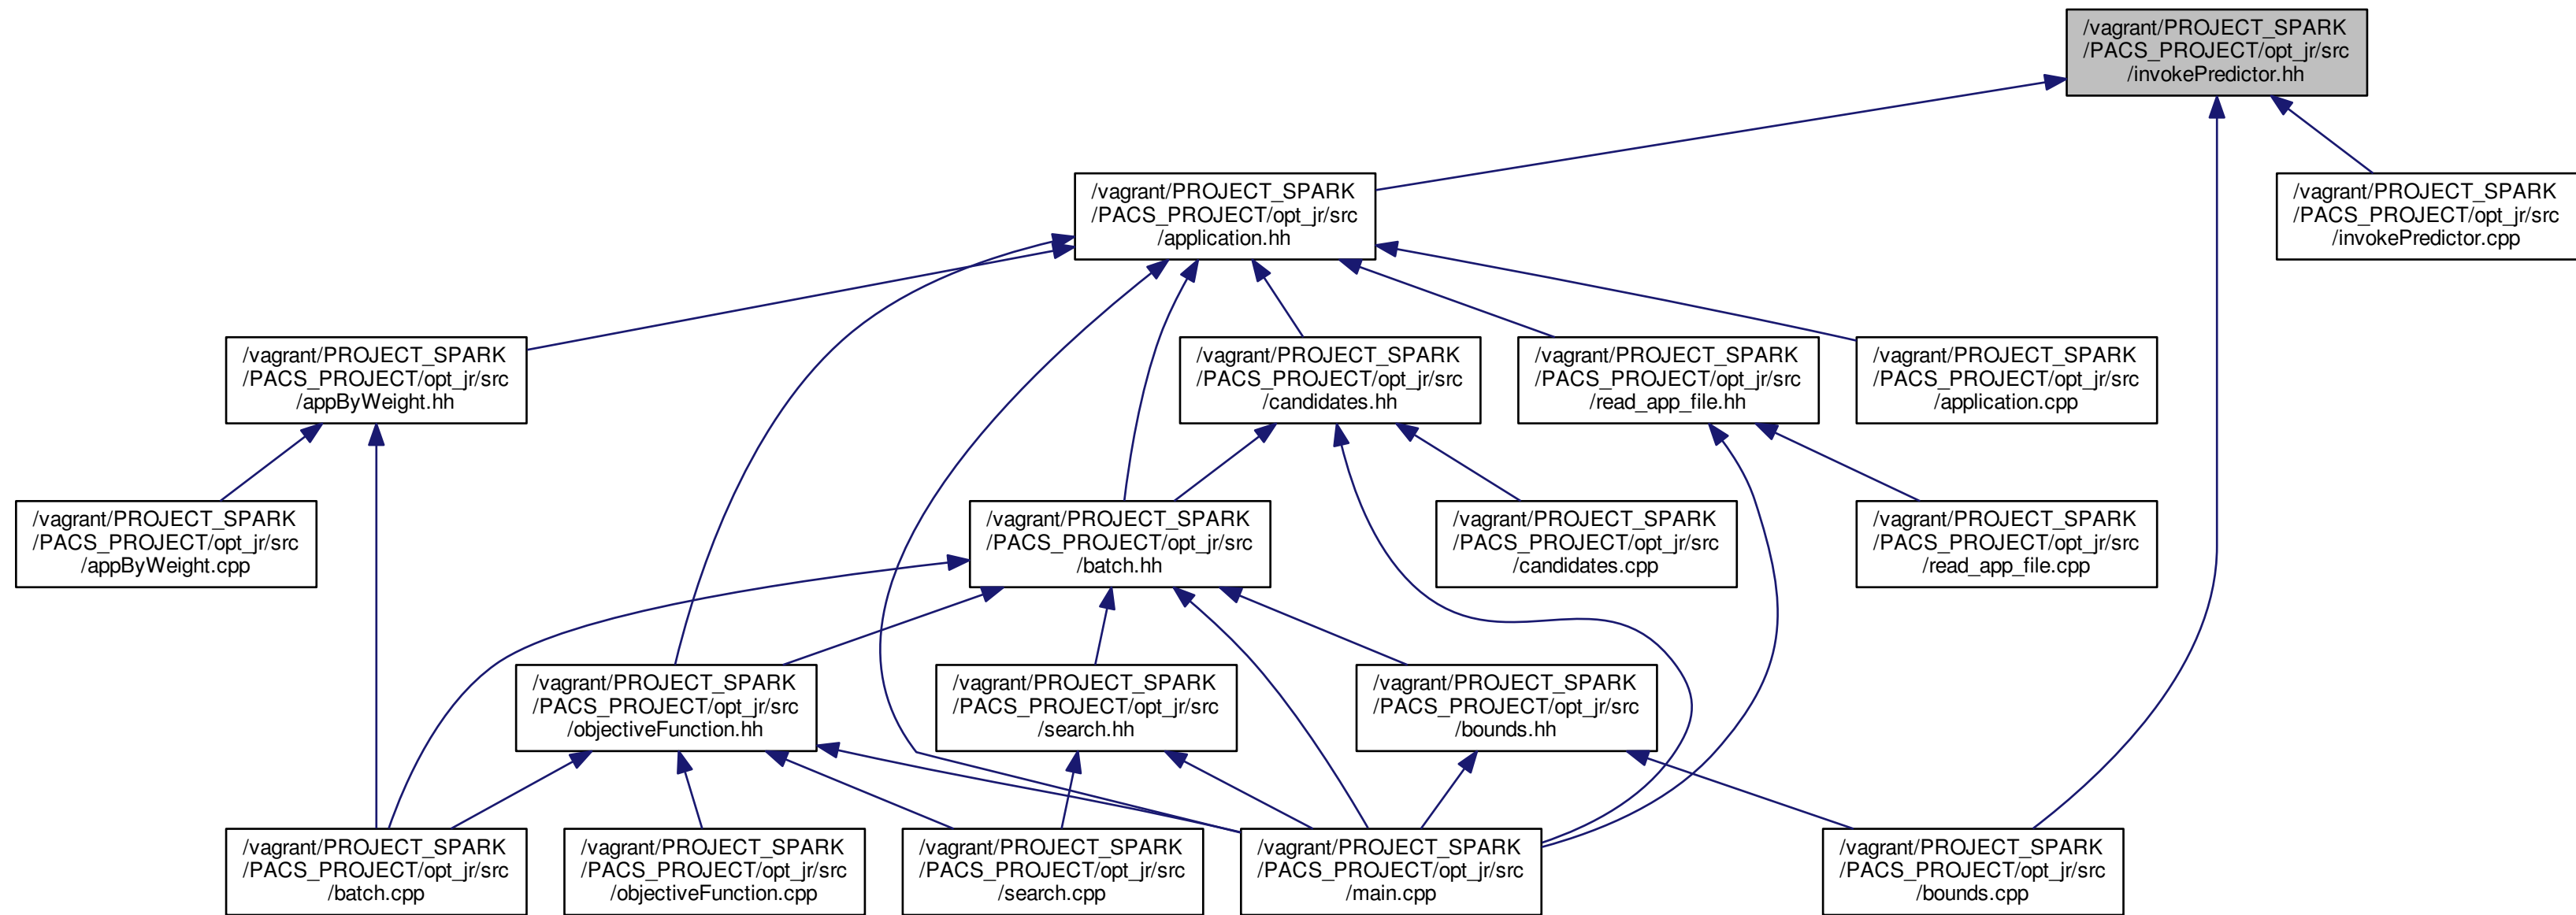 /vagrant/PROJECT_SPARK
/PACS_PROJECT/opt_jr/src
/invokePredictor.hh
/vagrant/PROJECT_SPARK
/PACS_PROJECT/opt_jr/src
/application.hh
/vagrant/PROJECT_SPARK
/PACS_PROJECT/opt_jr/src
/invokePredictor.cpp
/vagrant/PROJECT_SPARK
/PACS_PROJECT/opt_jr/src
/appByWeight.hh
/vagrant/PROJECT_SPARK
/PACS_PROJECT/opt_jr/src
/candidates.hh
/vagrant/PROJECT_SPARK
/PACS_PROJECT/opt_jr/src
/read_app_file.hh
/vagrant/PROJECT_SPARK
/PACS_PROJECT/opt_jr/src
/application.cpp
/vagrant/PROJECT_SPARK
/PACS_PROJECT/opt_jr/src
/appByWeight.cpp
/vagrant/PROJECT_SPARK
/PACS_PROJECT/opt_jr/src
/batch.hh
/vagrant/PROJECT_SPARK
/PACS_PROJECT/opt_jr/src
/candidates.cpp
/vagrant/PROJECT_SPARK
/PACS_PROJECT/opt_jr/src
/read_app_file.cpp
/vagrant/PROJECT_SPARK
/PACS_PROJECT/opt_jr/src
/objectiveFunction.hh
/vagrant/PROJECT_SPARK
/PACS_PROJECT/opt_jr/src
/search.hh
/vagrant/PROJECT_SPARK
/PACS_PROJECT/opt_jr/src
/bounds.hh
/vagrant/PROJECT_SPARK
/PACS_PROJECT/opt_jr/src
/batch.cpp
/vagrant/PROJECT_SPARK
/PACS_PROJECT/opt_jr/src
/objectiveFunction.cpp
/vagrant/PROJECT_SPARK
/PACS_PROJECT/opt_jr/src
/search.cpp
/vagrant/PROJECT_SPARK
/PACS_PROJECT/opt_jr/src
/main.cpp
/vagrant/PROJECT_SPARK
/PACS_PROJECT/opt_jr/src
/bounds.cpp